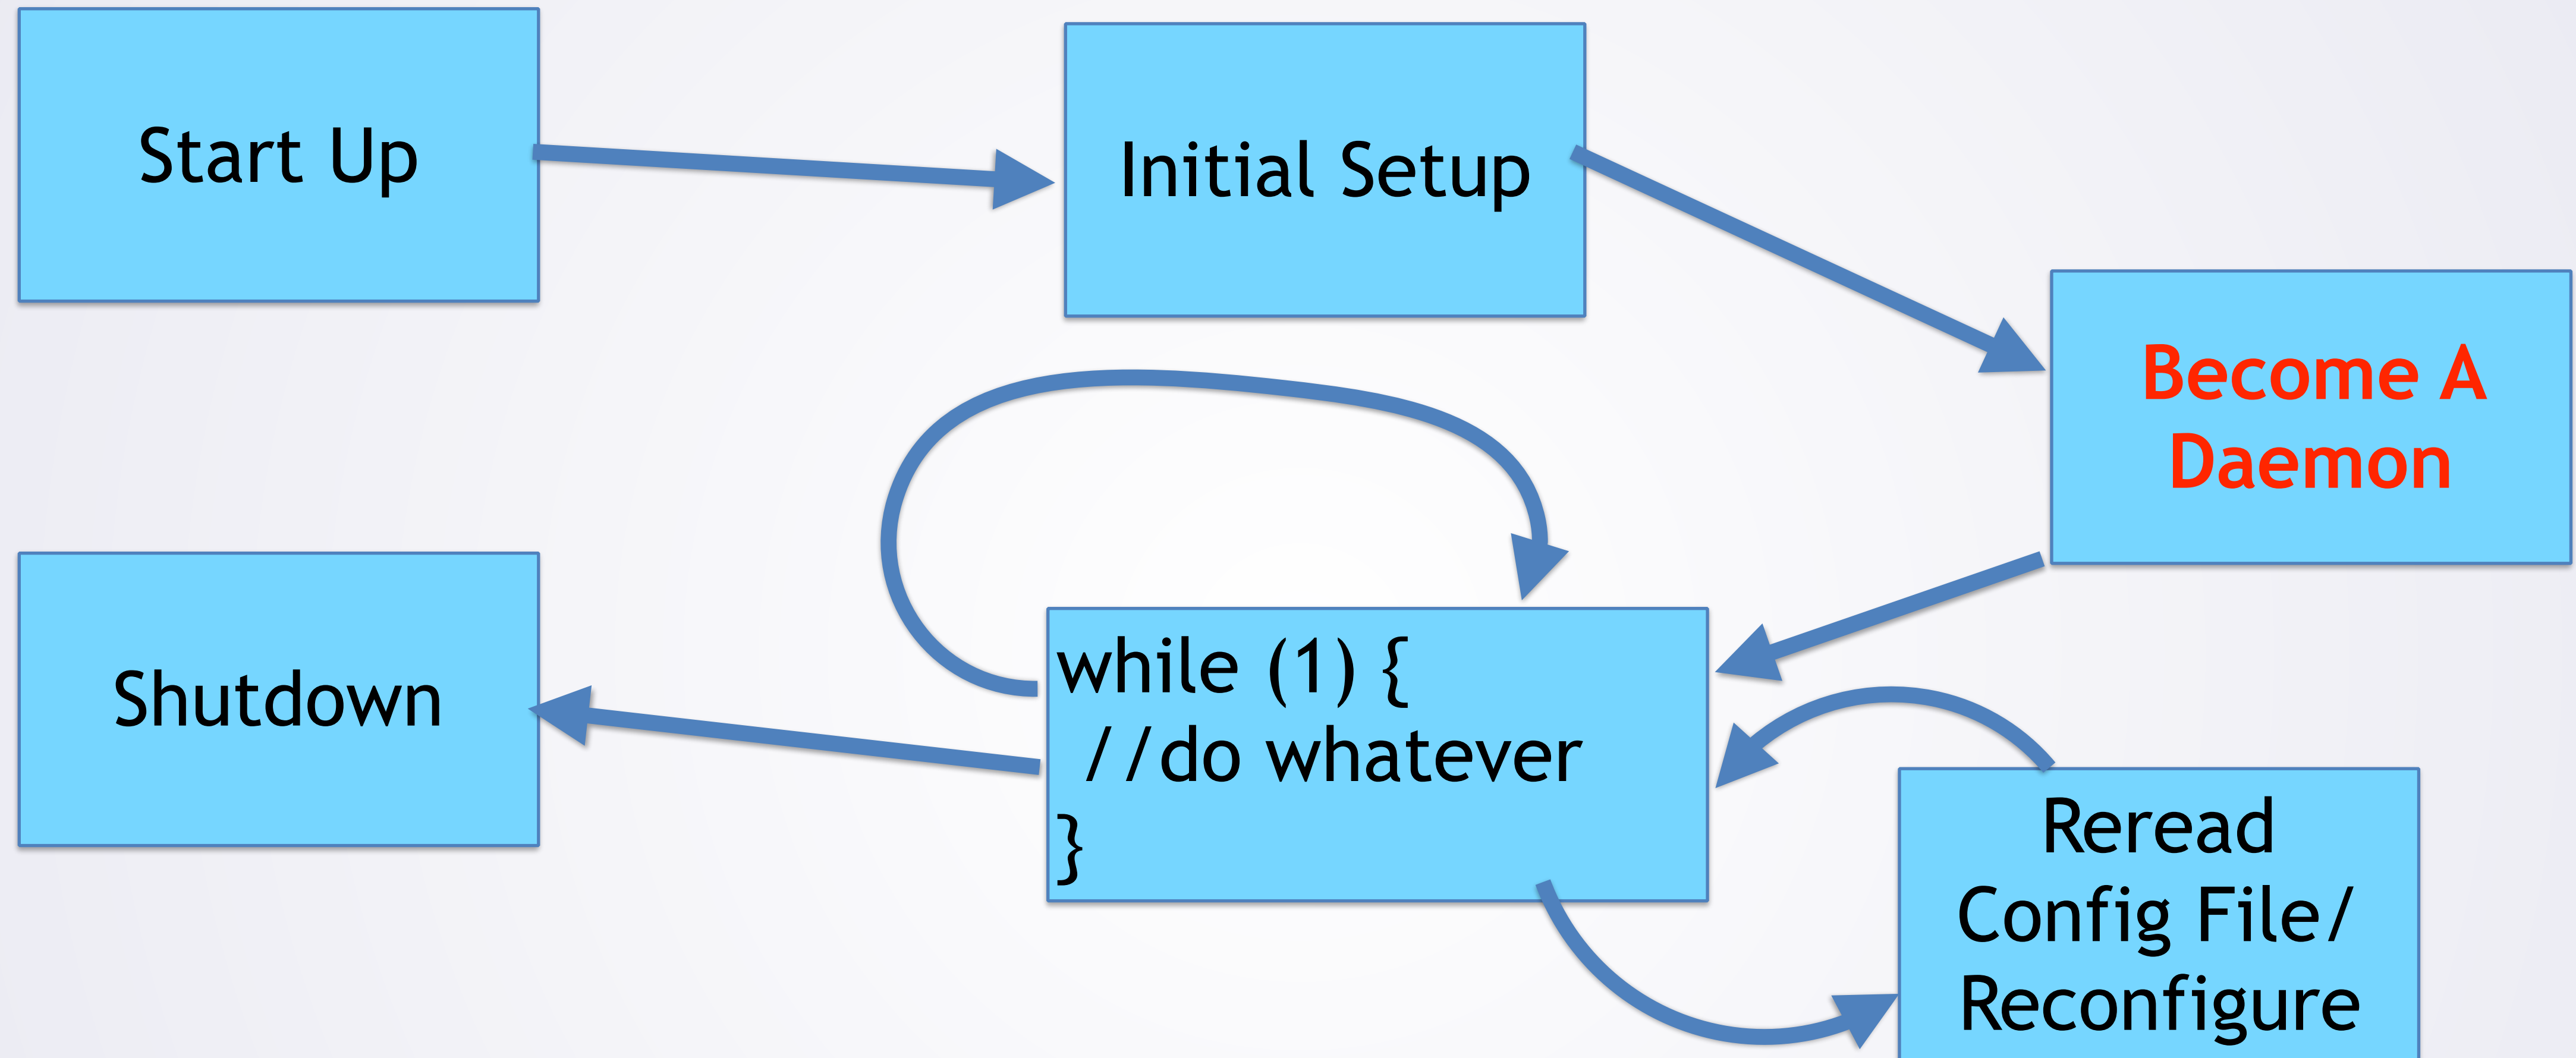 Start Up
Initial Setup
Become A
Daemon
Shutdown
while (1) {
//do whatever
}
Reread
Config File/
Reconfigure